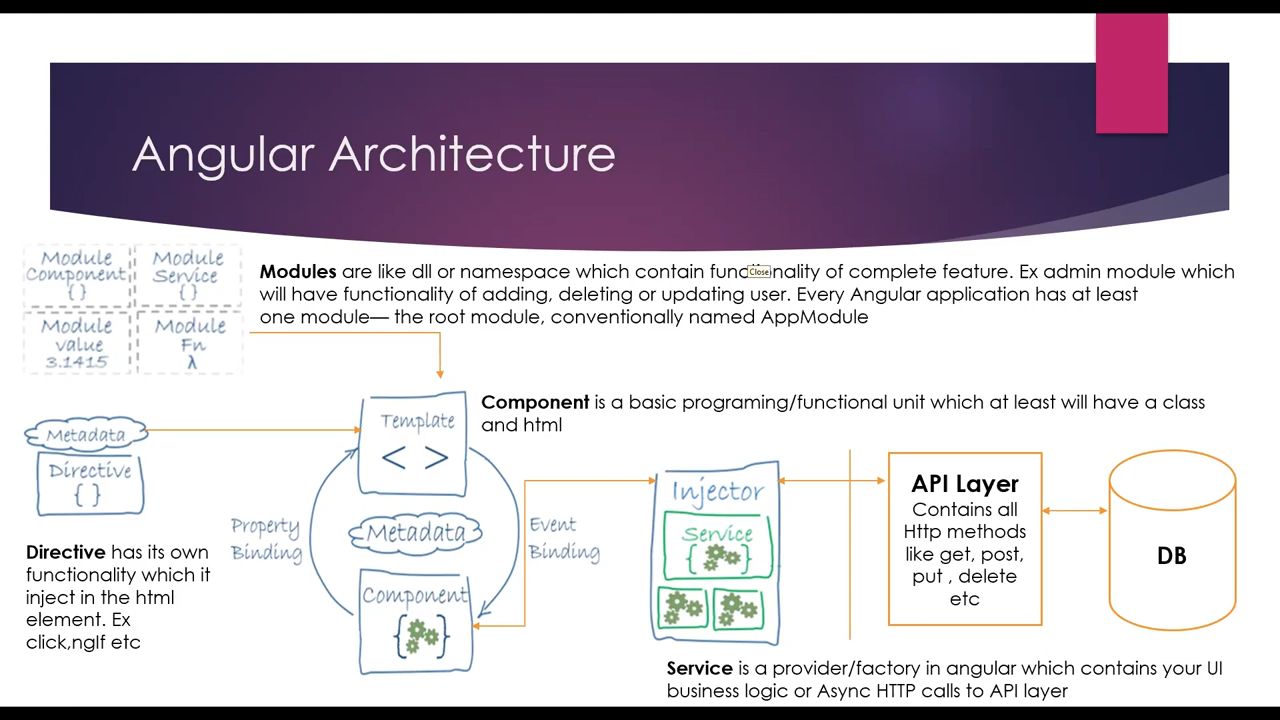 Angular Architecture
Module
Component
{ }
Module
Service
{ }
Module
value
3.1415
Module
Fn
λ
Modules are like dll or namespace which contain functionality of complete feature. Ex admin module which
will have functionality of adding, deleting or updating user. Every Angular application has at least
one module— the root module, conventionally named AppModule
Close
Component is a basic programing/functional unit which at least will have a class
and html
Metadata
Directive
{ }
Template
< >
Property
Binding
Metadata
Event
Binding
Component
{ }
Injector
Service
{ }
API Layer
Contains all
Http methods
like get, post,
put , delete
etc
DB
Directive has its own
functionality which it
inject in the html
element. Ex
click,ngIf etc
Service is a provider/factory in angular which contains your UI
business logic or Async HTTP calls to API layer